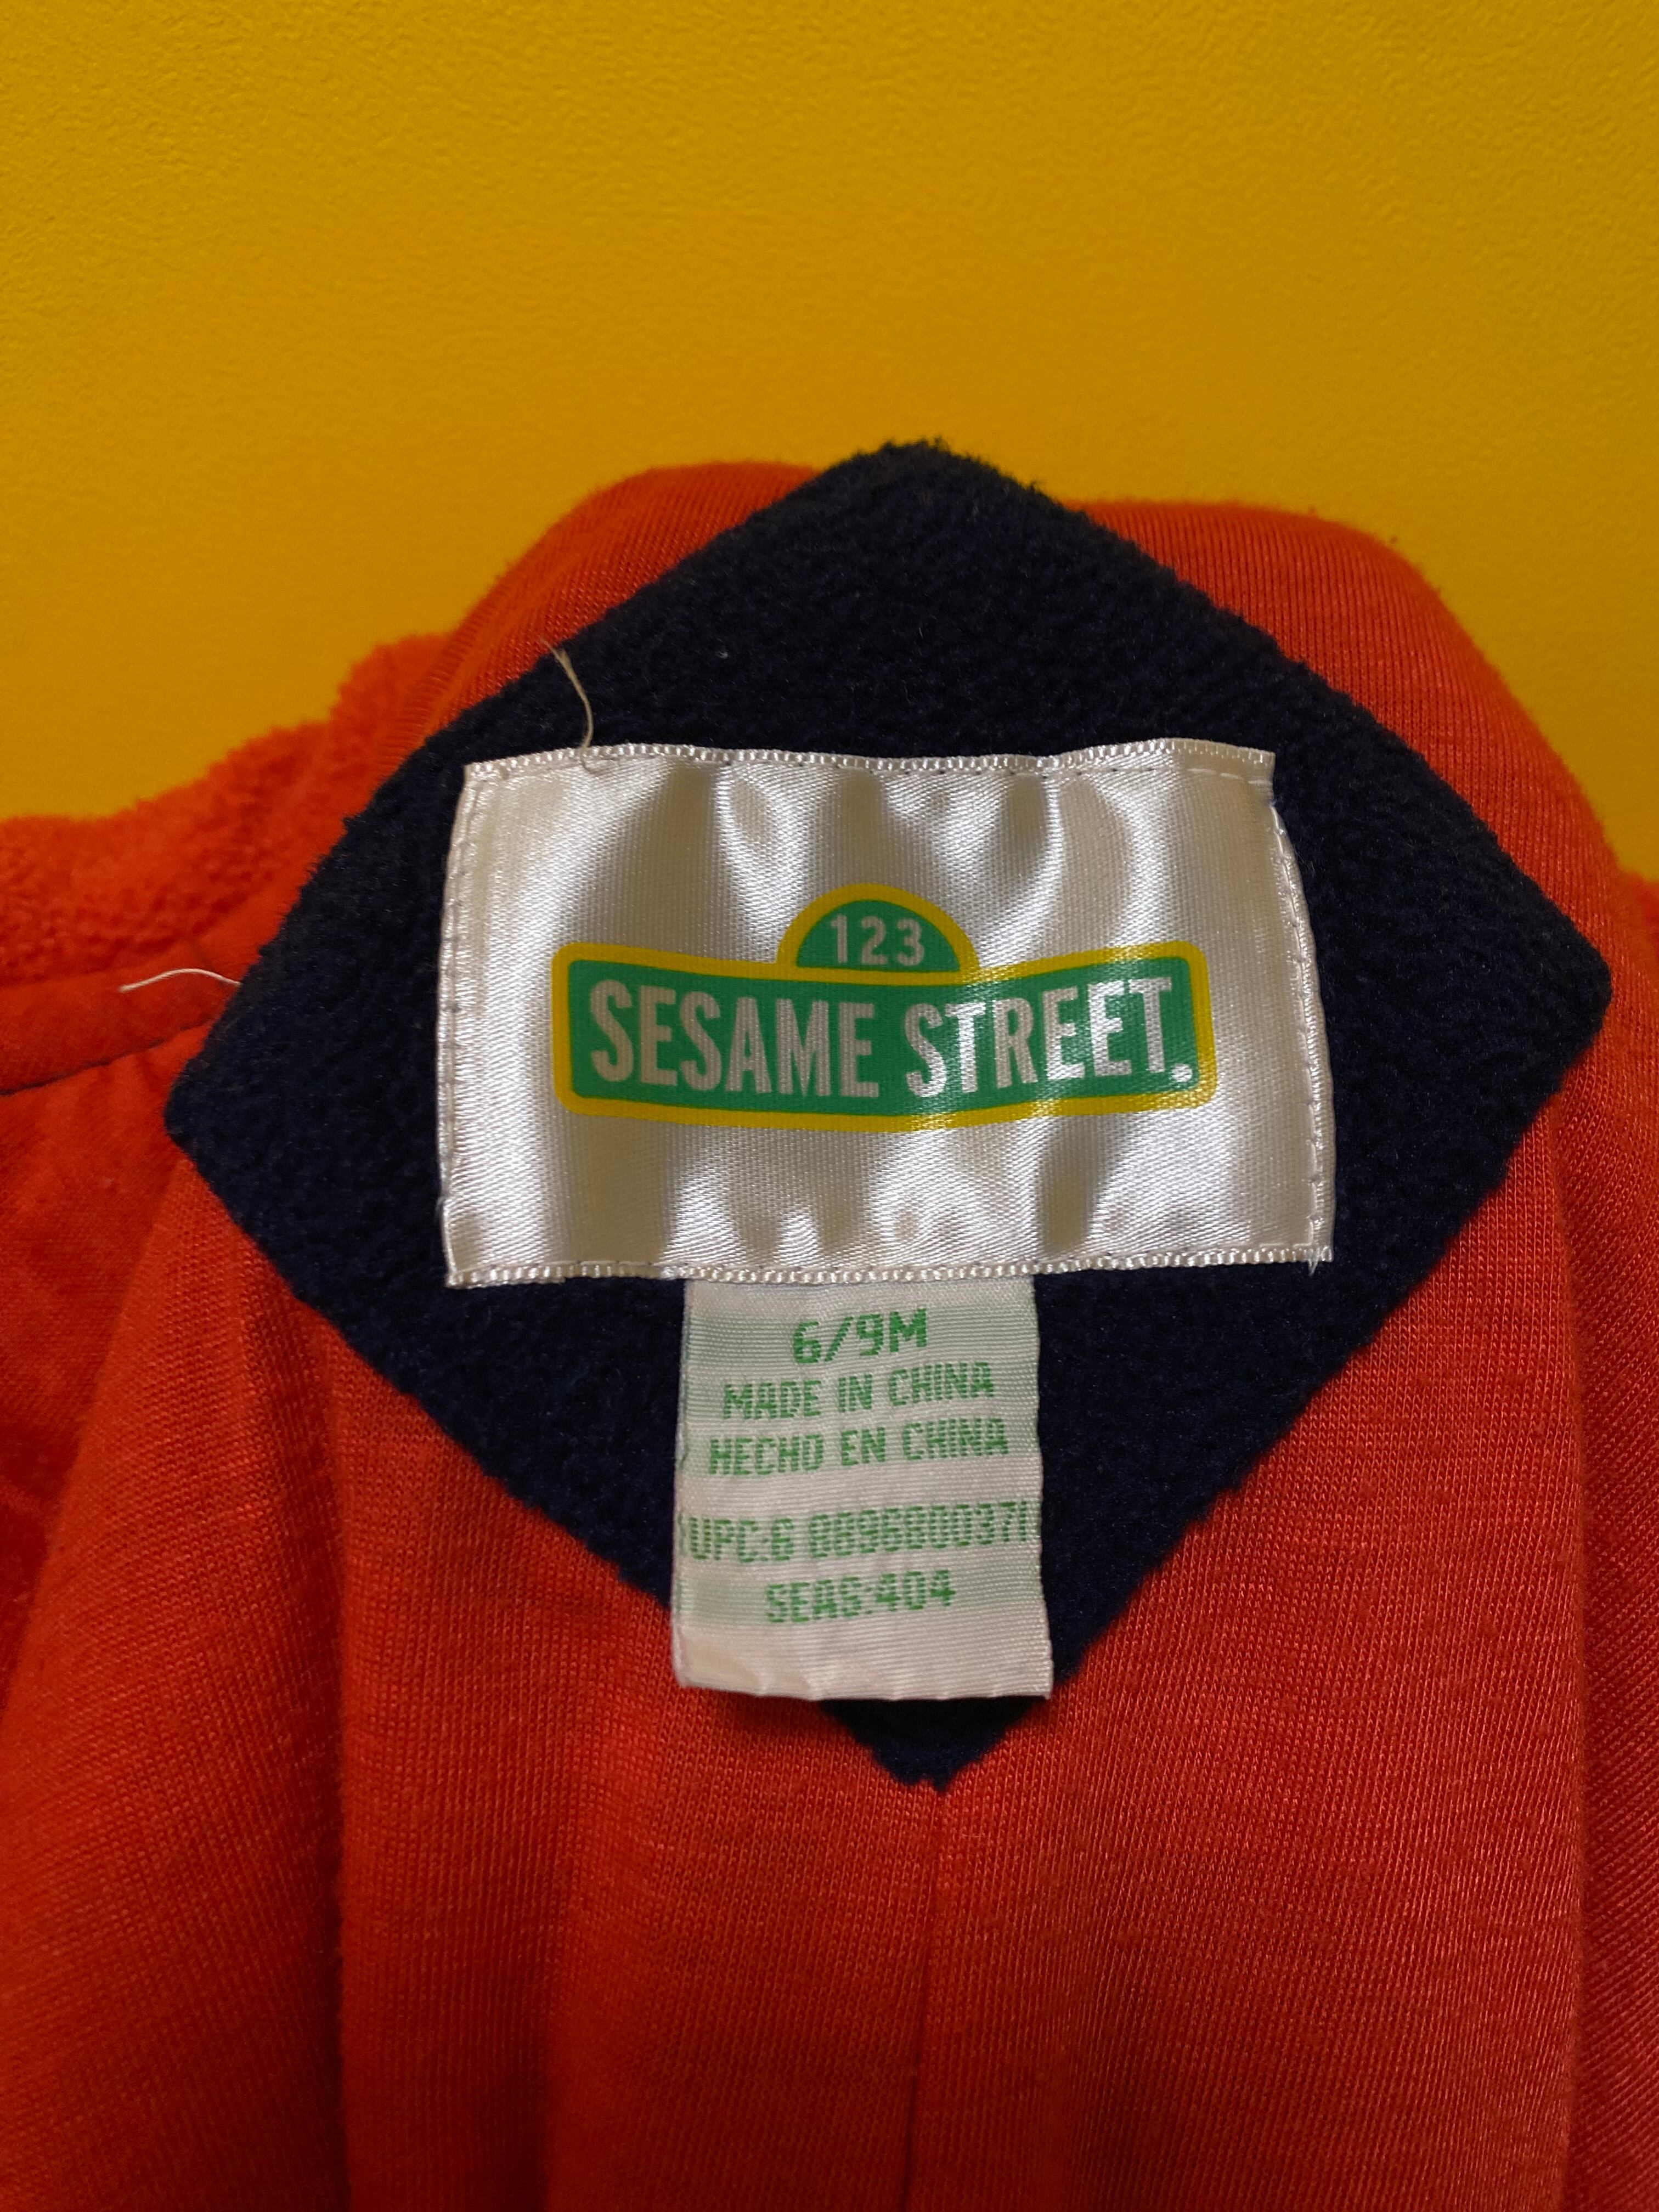 123
SESAME STREET.
6/9M
MADE IN CHINA
HECHO EN CHINA
SEAS:404